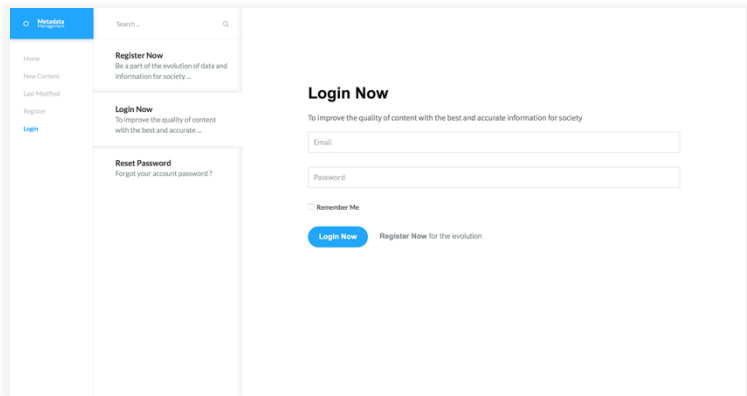 Metadata
Management
Home
New Content
Last Modified
Register
Login
Search ...
Register Now
Be a part of the evolution of data and
information for society ...
Login Now
To improve the quality of content
with the best and accurate ...
Reset Password
Forgot your account password ?
Login Now
To improve the quality of content with the best and accurate information for society
Email
Password
Remember Me
Login Now Register Now for the evolution